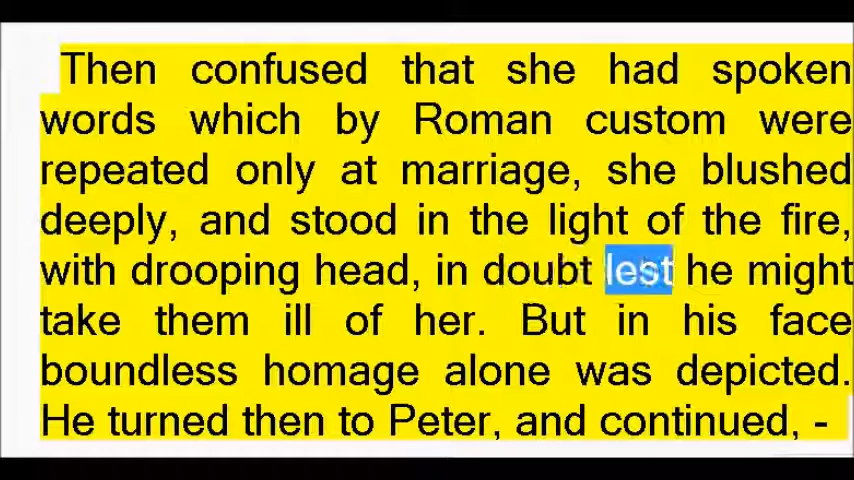 Then confused that she had spoken
words which by Roman custom were
repeated only at marriage, she blushed
deeply, and stood in the light of the fire,
with drooping head, in doubt lest he might
take them ill of her. But in his face
boundless homage alone was depicted.
He turned then to Peter, and continued, -